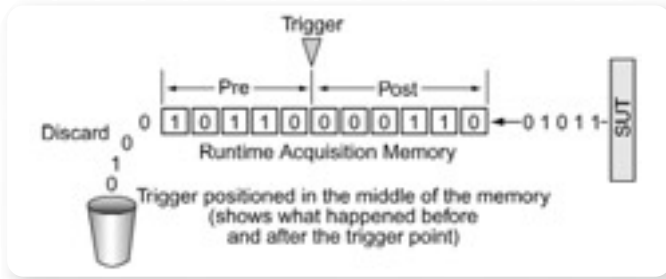 Trigger
Pre Post
0 1 0 1 1 0 0 0 0 1 1 0 0 1 0 1 1 SUT
Discard 0
Runtime Acquisition Memory
1
0
Trigger positioned in the middle of the memory
(shows what happened before
and after the trigger point)